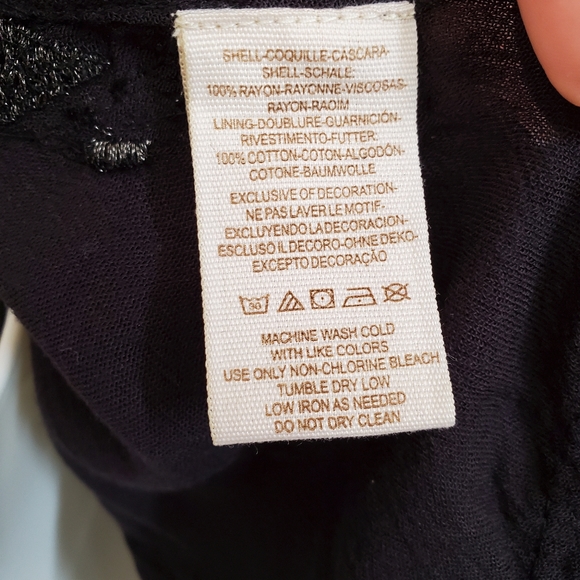 SHELL-COQUILLE-CASCARA-
SHELL-SCHALE:
100% RAYON-RAYONNE-VISCOSAS-
RAYON-RAOIM
LINING-DOUBLURE-GUARNICIÓN-
RIVESTIMENTO-FUTTER:
100% COTTON-COTON-ALGODÓN-
COTONE-BAUMWOLLE
EXCLUSIVE OF DECORATION-
NE PAS LAVER LE MOTIF-
EXCLUYENDO LA DECORACION-
ESCLUSO IL DECORO-OHNE DEKO-
EXCEPTO DECORAÇÃO
30
MACHINE WASH COLD
WITH LIKE COLORS
USE ONLY NON-CHLORINE BLEACH
TUMBLE DRY LOW
LOW IRON AS NEEDED
DO NOT DRY CLEAN